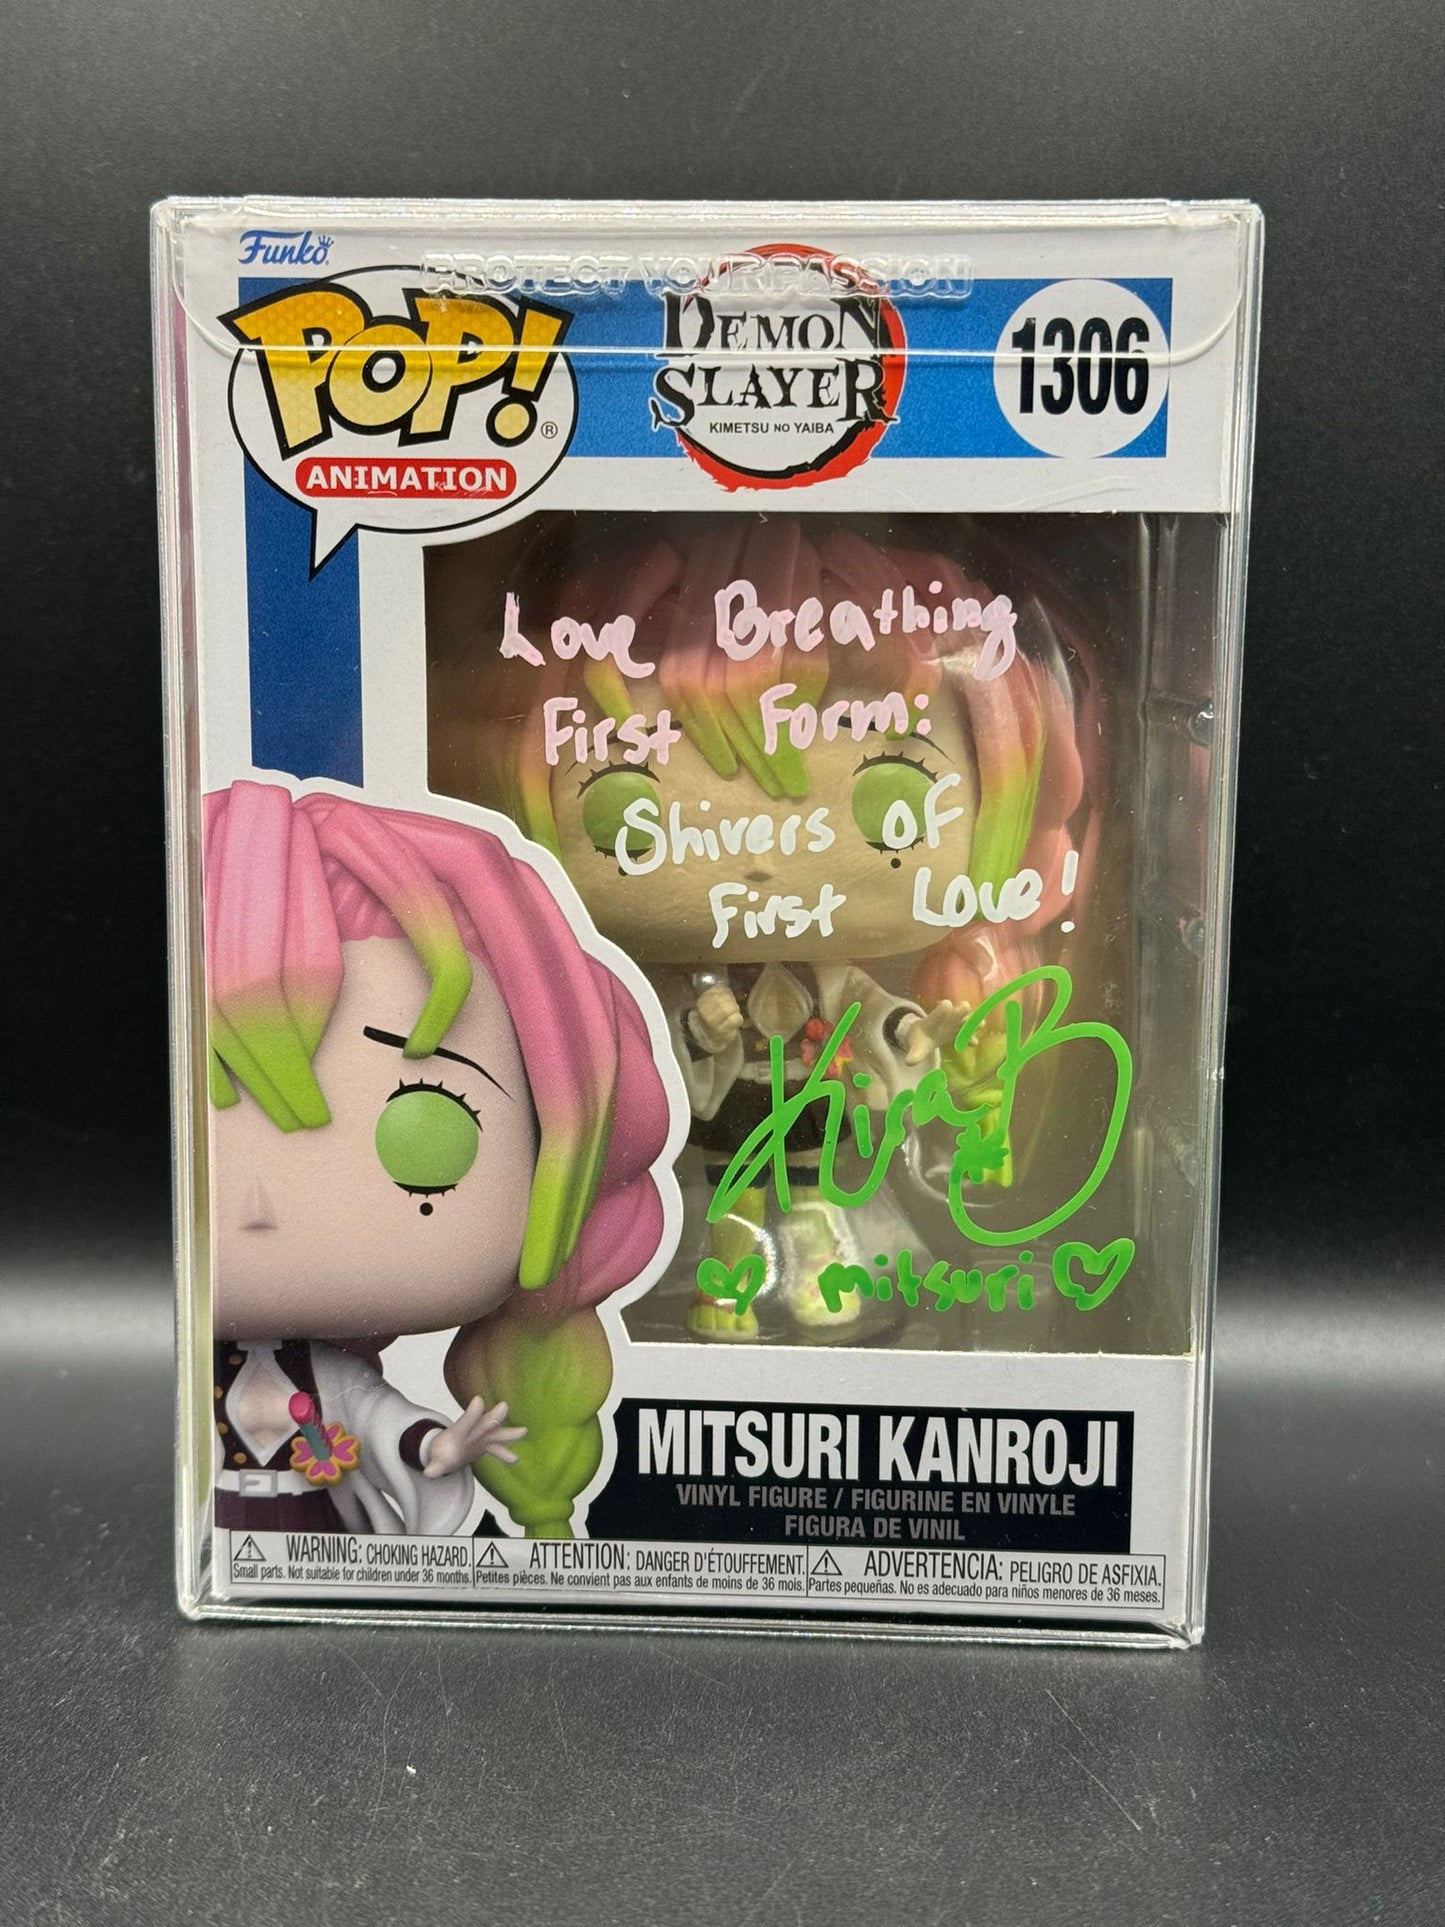 Funko
PROTECT YOUR PASSION
POP!®
ANIMATION
DEMON
SLAYER
KIMETSU NO YAIBA
1306
Love Breathing
First Form:
Shivers of
First Love!
Kira B
mitsuri
MITSURI KANROJI
VINYL FIGURE / FIGURINE EN VINYLE
FIGURA DE VINIL
WARNING: CHOKING HAZARD.
Small parts. Not suitable for children under 36 months.
ATTENTION: DANGER D'ÉTOUFFEMENT.
Petites pièces. Ne convient pas aux enfants de moins de 36 mois.
ADVERTENCIA: PELIGRO DE ASFIXIA.
Partes pequeñas. No es adecuado para niños menores de 36 meses.